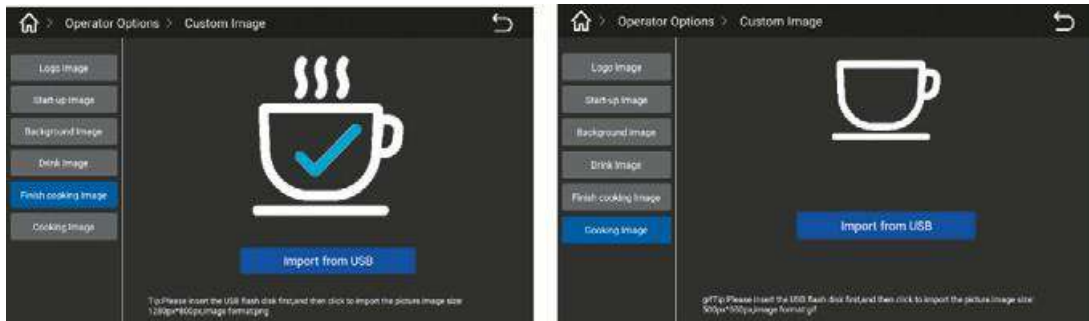 > Operator Options > Custom Image
Logo Image
Start-up Image
Background Image
Drink Image
Finish cooking Image
Cooking Image
Import from USB
Tip:Please insert the USB flash disk first,and then click to import the picture.image size
1280px*800px,image format:png
> Operator Options > Custom Image
Logo Image
Start-up Image
Background Image
Drink Image
Finish cooking Image
Cooking Image
Import from USB
gifTip:Please insert the USB flash disk first,and then click to import the picture.image size:
format:gif